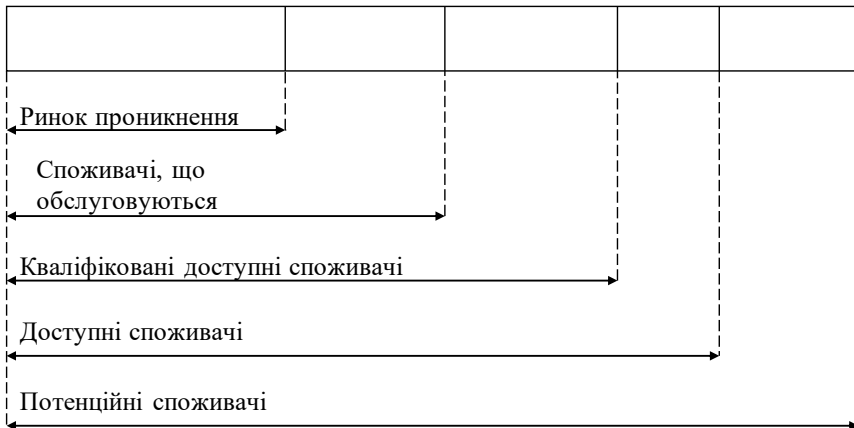 Ринок проникнення
Споживачі, що
обслуговуються
Кваліфіковані доступні споживачі
Доступні споживачі
Потенційні споживачі